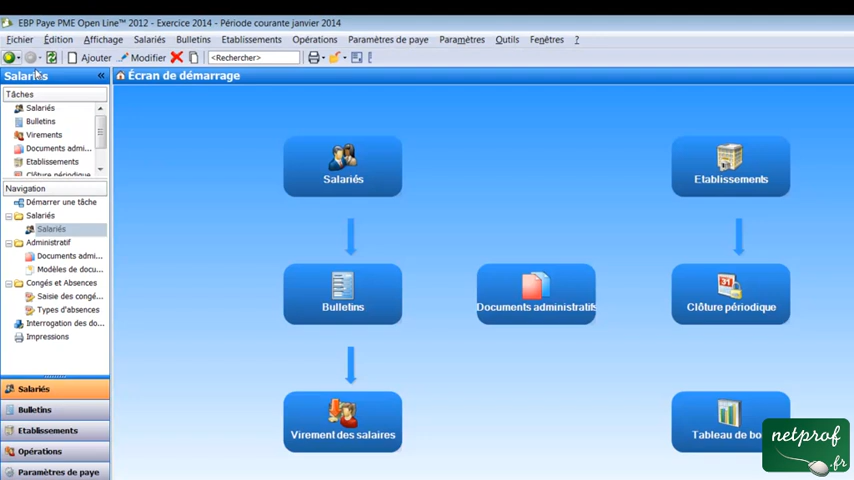 EBP Paye PME Open Line™ 2012 - Exercice 2014 - Période courante janvier 2014
Fichier Édition Affichage Salariés Bulletins Etablissements Opérations Paramètres de paye Paramètres Outils Fenêtres ?
Ajouter Modifier <Rechercher>
Salariés « Écran de démarrage
Tâches
Salariés
Bulletins
Virements
Documents admi...
Etablissements
Clôture périodique
Navigation
Démarrer une tâche
Salariés
Salariés
Administratif
Documents admi...
Modèles de docu...
Congés et Absences
Saisie des congé...
Types d'absences
Interrogation des do...
Impressions
Salariés
Bulletins
Etablissements
Opérations
Paramètres de paye
Salariés
Etablissements
Bulletins
Documents administratifs
Clôture périodique
Virement des salaires
Tableau de bo
netprof
.fr